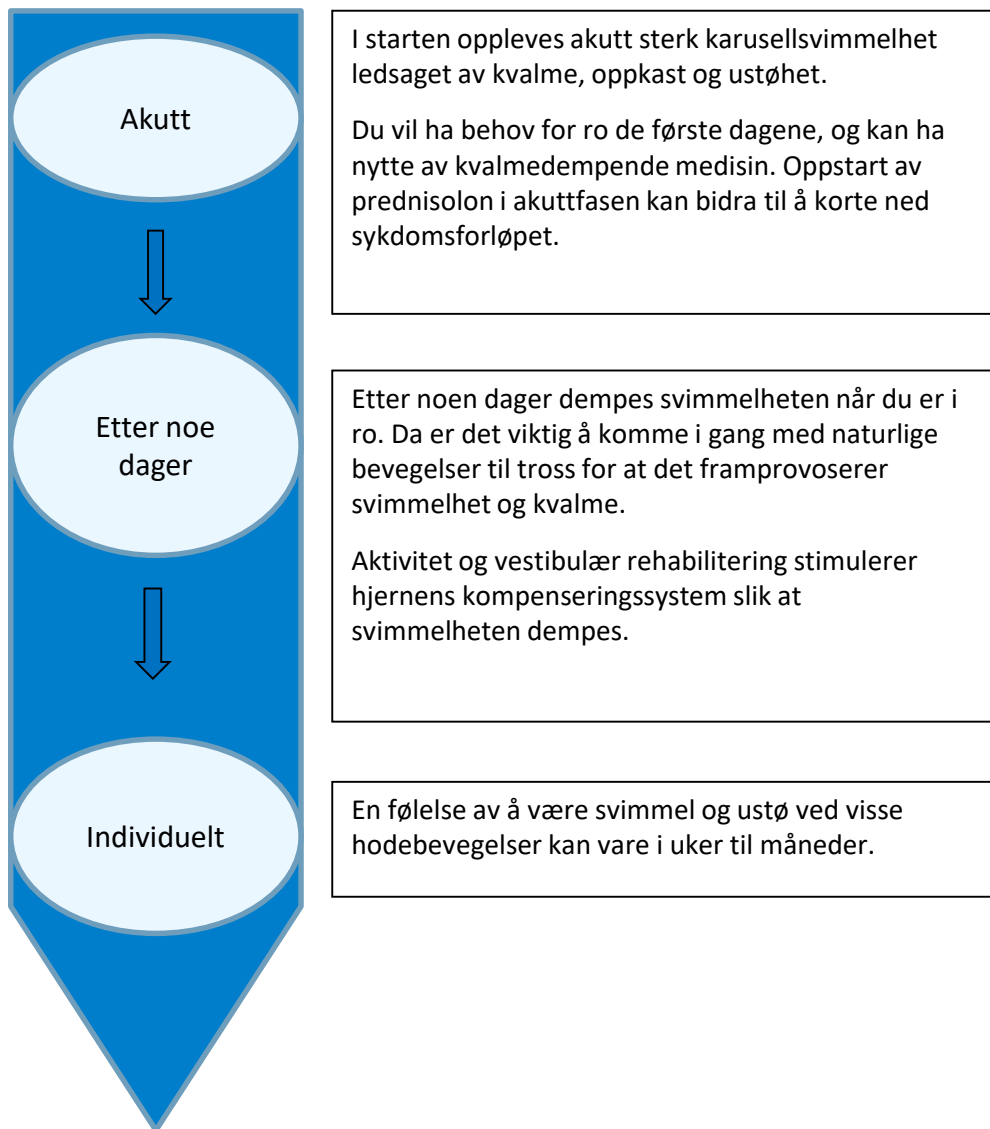 Akutt
I starten oppleves akutt sterk karusellsvimmelhet
ledsaget av kvalme, oppkast og ustøhet.
Du vil ha behov for ro de første dagene, og kan ha
nytte av kvalmedempende medisin. Oppstart av
prednisolon i akuttfasen kan bidra til å korte ned
sykdomsforløpet.
Etter noe
dager
Etter noen dager dempes svimmelheten når du er i
ro. Da er det viktig å komme i gang med naturlige
bevegelser til tross for at det framprovoserer
svimmelhet og kvalme.
Aktivitet og vestibulær rehabilitering stimulerer
hjernens kompenseringssystem slik at
svimmelheten dempes.
Individuelt
En følelse av å være svimmel og ustø ved visse
hodebevegelser kan vare i uker til måneder.